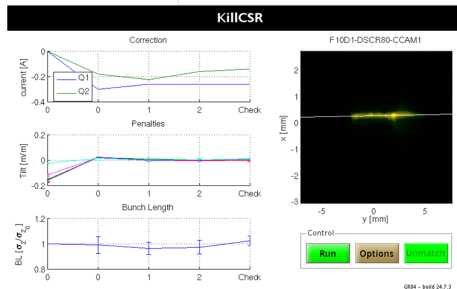 KillCSR
Correction
current [A]
0
-0.2
-0.4
Q1
Q2
0 0 1 2 Check
Penalties
Tilt [m/m]
0.2
0
-0.2
0 0 1 2 Check
Bunch Length
BL [σz/σz0]
1.2
1
0.8
0 0 1 2 Check
F10D1-DSCR80-CCAM1
x [mm]
2
1
0
-1
-2
-3
-5 0 5
y [mm]
Control
Run Options Unmatch
GR84 - build 24.7.3